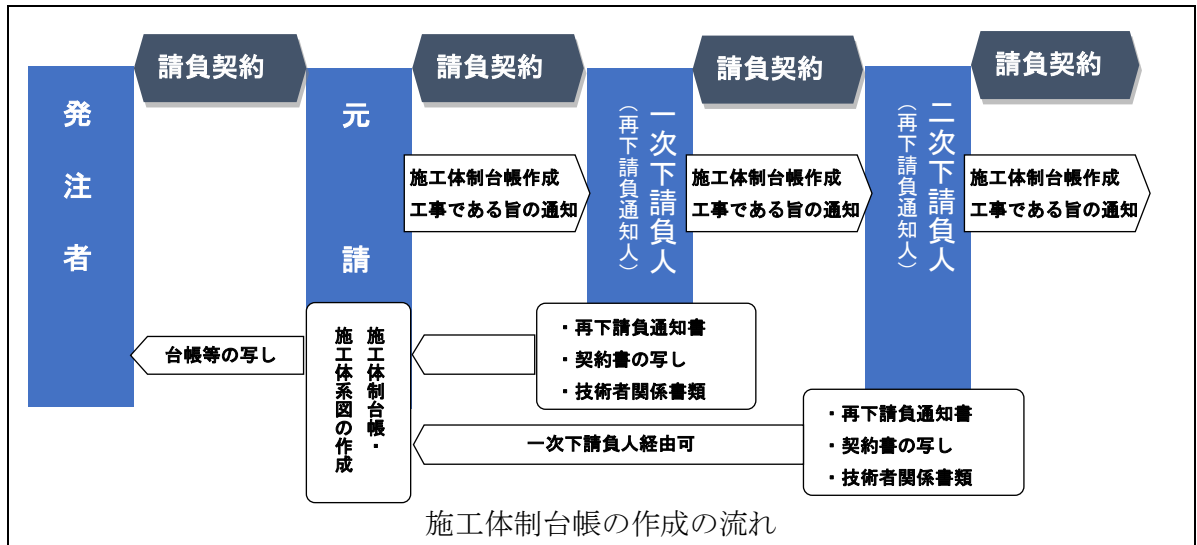 請負契約
請負契約
請負契約
請負契約
発注者
元請
一次下請負人
（再下請負通知人）
二次下請負人
（再下請負通知人）
施工体制台帳作成
工事である旨の通知
施工体制台帳作成
工事である旨の通知
施工体制台帳作成
工事である旨の通知
台帳等の写し
施工体制台帳・
施工体系図の作成
・再下請負通知書
・契約書の写し
・技術者関係書類
一次下請負人経由可
・再下請負通知書
・契約書の写し
・技術者関係書類
施工体制台帳の作成の流れ